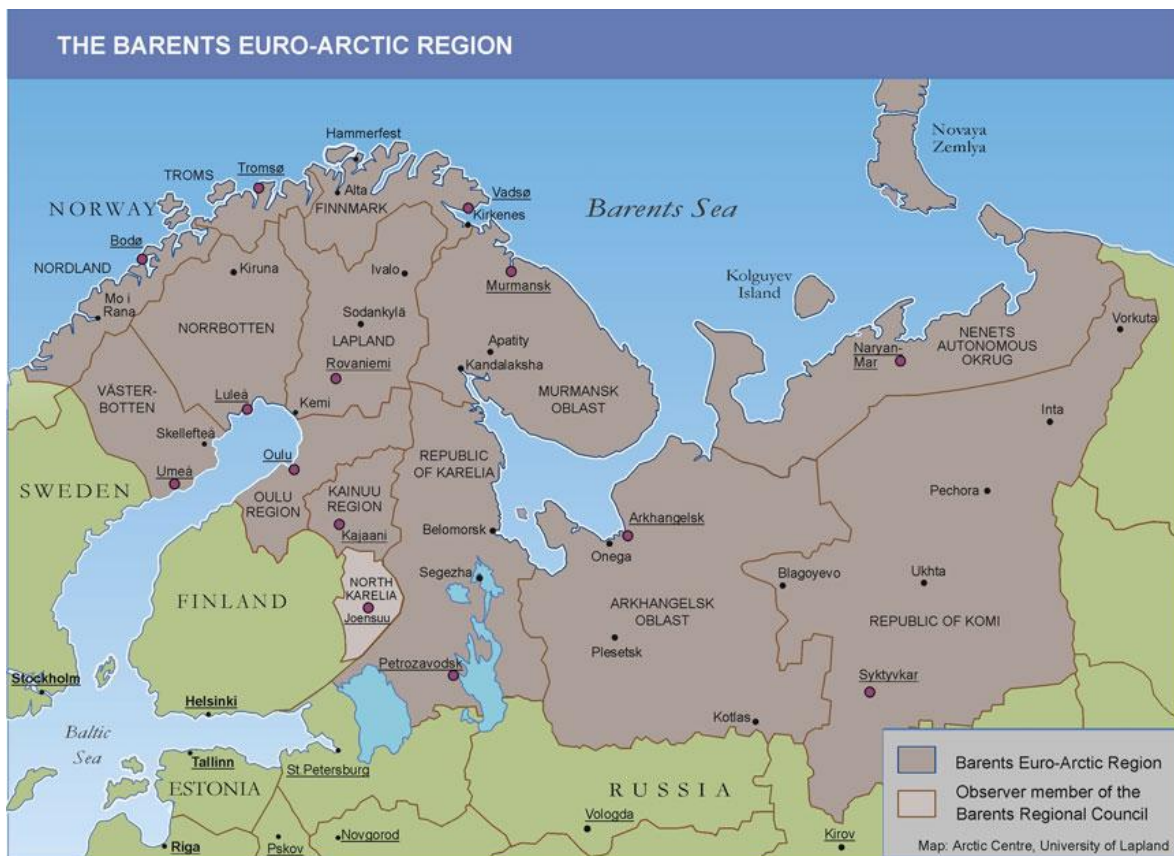 THE BARENTS EURO-ARCTIC REGION
Hammerfest
Novaya
Zemlya
Tromsø
TROMS
Alta
Vadsø
FINNMARK
NORWAY
Barents Sea
Kirkenes
Bodø
NORDLAND
Kiruna
Ivalo
Murmansk
Kolguyev
Island
Mo i
Rana
Sodankylä
NORRBOTTEN
LAPLAND
Vorkuta
NENETS
AUTONOMOUS
OKRUG
Naryan-
Mar
Apatity
Rovaniemi
Kandalaksha
VÄSTER-
BOTTEN
MURMANSK
OBLAST
Luleå
Kemi
Inta
Skellefteå
REPUBLIC
OF KARELIA
Oulu
Umeå
SWEDEN
OULU
REGION
KAINUU
REGION
Pechora
Kajaani
Belomorsk
Arkhangelsk
Onega
Segezha
Blagoyevo
Ukhta
NORTH
KARELIA
Joensuu
FINLAND
ARKHANGELSK
OBLAST
REPUBLIC OF KOMI
Plesetsk
Petrozavodsk
Stockholm
Syktyvkar
Helsinki
Kotlas
Baltic
Sea
Tallinn
ESTONIA
St Petersburg
RUSSIA
Vologda
Riga
Pskov
Novgorod
Kirov
Barents Euro-Arctic Region
Observer member of the
Barents Regional Council
Map: Arctic Centre, University of Lapland